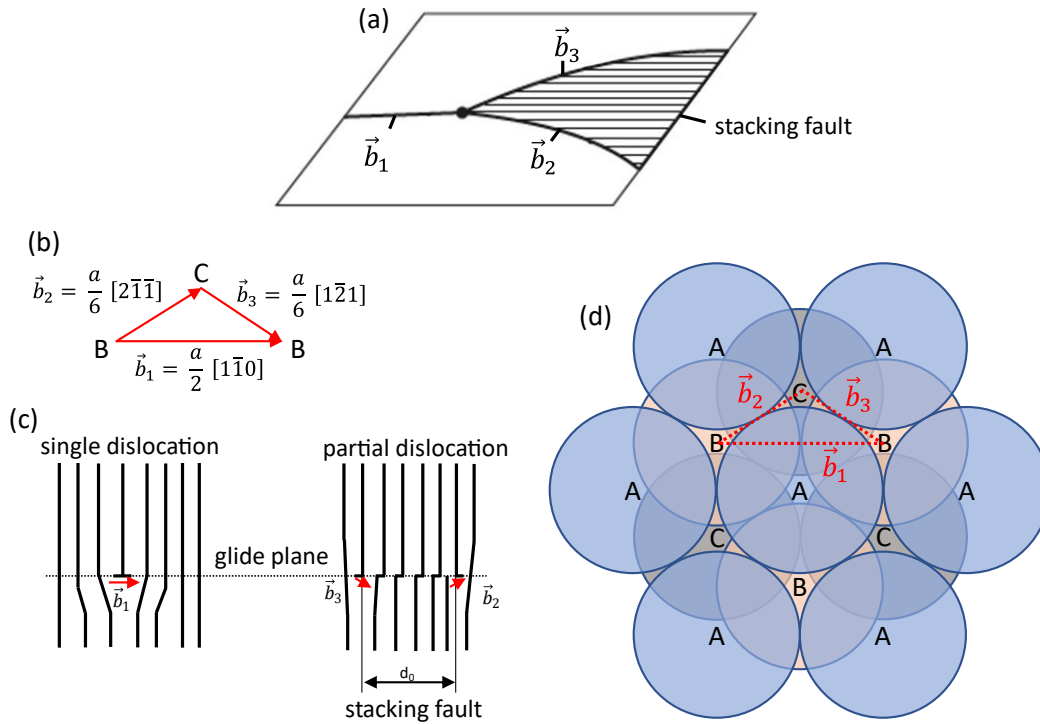 (a)
b⃗₃
b⃗₁
b⃗₂
stacking fault
(b)
C
b⃗₂ = a/6 [21̅1̅]
b⃗₃ = a/6 [12̅1]
B
B
b⃗₁ = a/2 [11̅0]
(c)
single dislocation
partial dislocation
glide plane
b⃗₁
b⃗₃
b⃗₂
d₀
stacking fault
(d)
A
A
b⃗₂
C
b⃗₃
B
B
b⃗₁
A
A
A
C
C
B
A
A